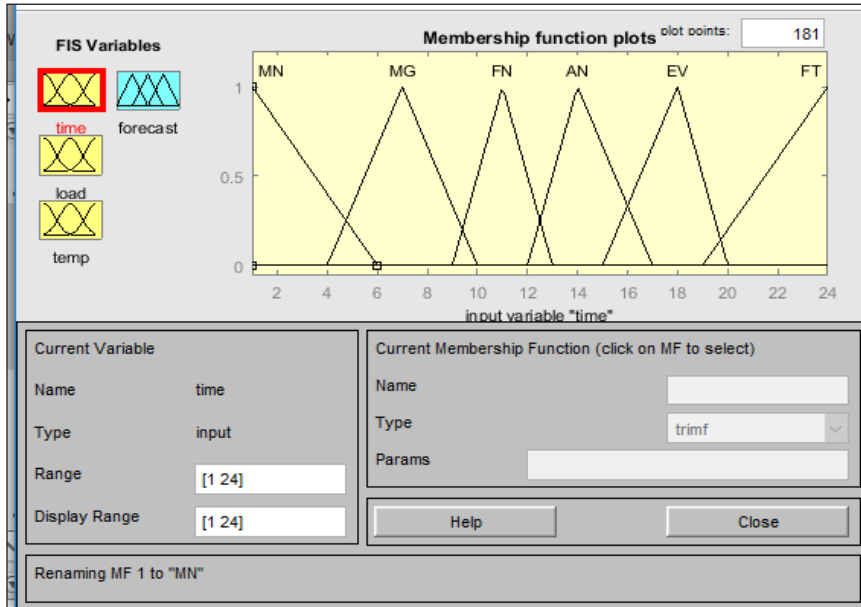 FIS Variables
Membership function plots
plot points:
181
time
forecast
load
temp
MN
MG
FN
AN
EV
FT
1
0.5
0
2 4 6 8 10 12 14 16 18 20 22 24
input variable "time"
Current Variable
Name time
Type input
Range [1 24]
Display Range [1 24]
Current Membership Function (click on MF to select)
Name
Type trimf
Params
Help
Close
Renaming MF 1 to "MN"